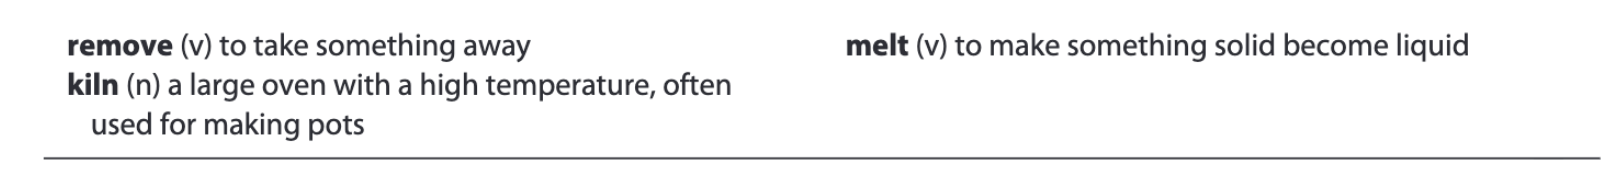 remove (v) to take something away
kiln (n) a large oven with a high temperature, often
used for making pots
melt (v) to make something solid become liquid